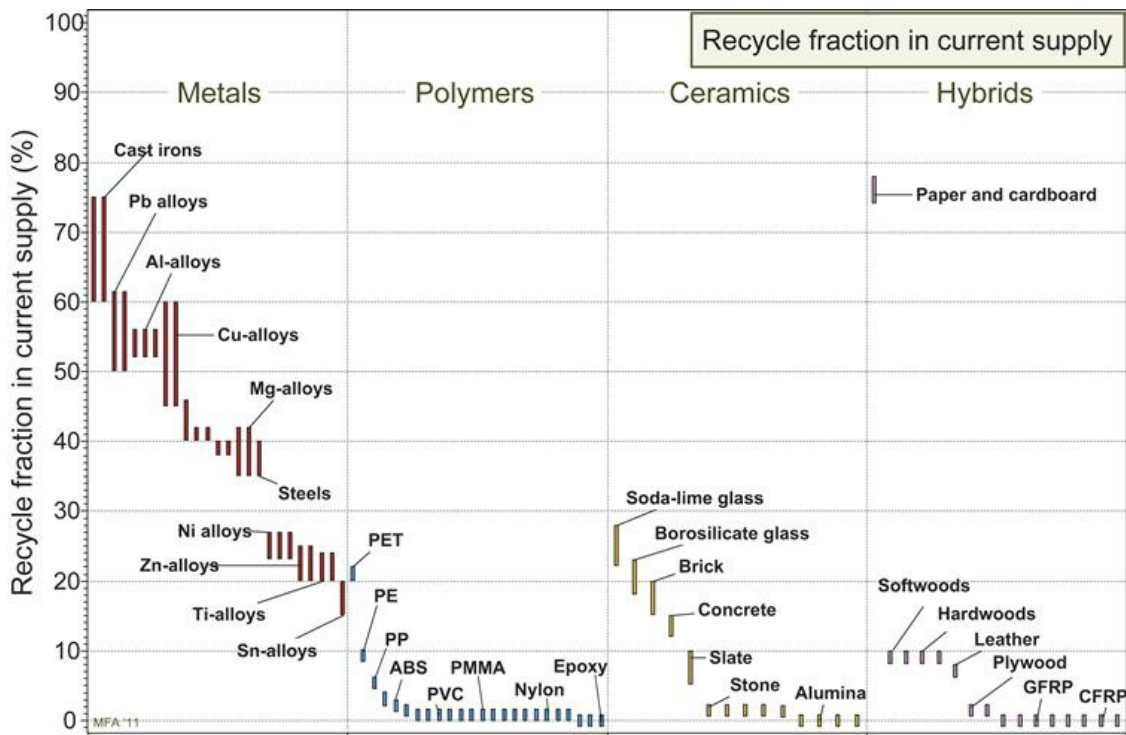 Recycle fraction in current supply
Metals
Polymers
Ceramics
Hybrids
Recycle fraction in current supply (%)
100
90
80
70
60
50
40
30
20
10
0
Cast irons
Pb alloys
Al-alloys
Cu-alloys
Mg-alloys
Steels
Ni alloys
Zn-alloys
Ti-alloys
Sn-alloys
PET
PE
PP
ABS
PVC
PMMA
Nylon
Epoxy
Soda-lime glass
Borosilicate glass
Brick
Concrete
Slate
Stone
Alumina
Paper and cardboard
Softwoods
Hardwoods
Leather
Plywood
GFRP
CFRP
MFA '11